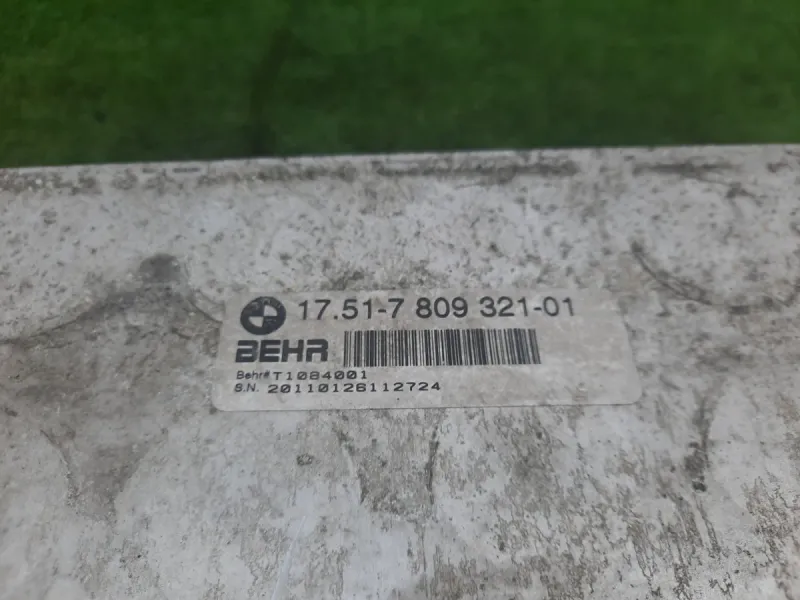 17.51-7 809 321-01
BEHR
Behr# T1084001
S.N. 20110126112724